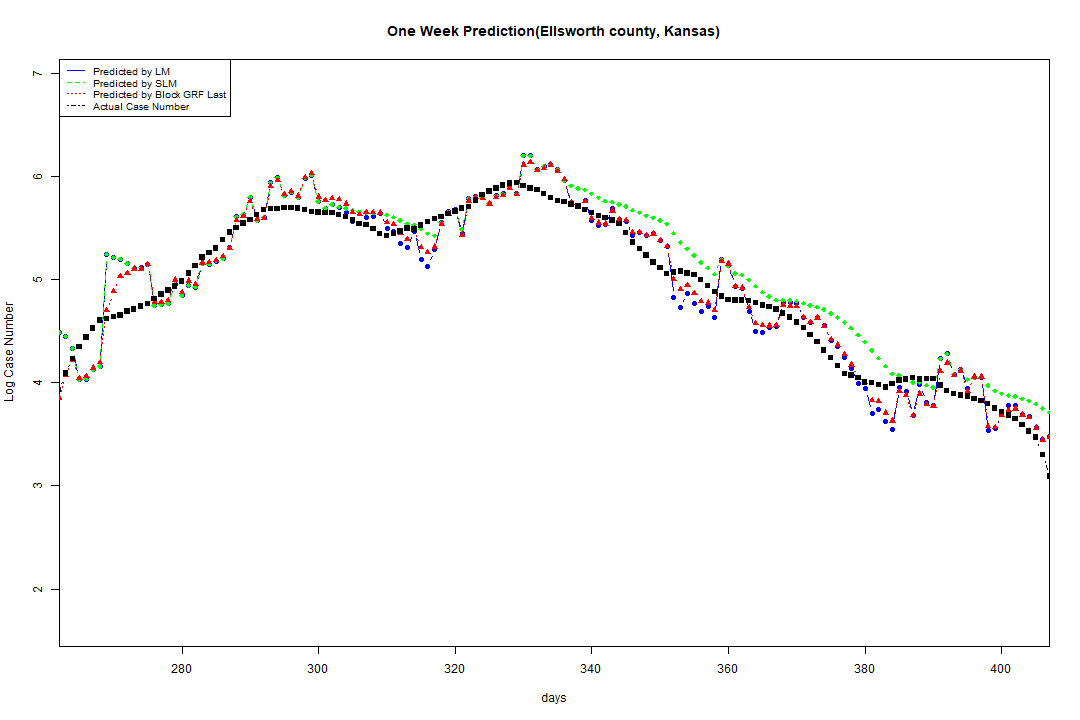 One Week Prediction(Ellsworth county, Kansas)
Predicted by LM
Predicted by SLM
Predicted by Block GRF Last
Actual Case Number
7
6
5
4
3
2
Log Case Number
280 300 320 340 360 380 400
days